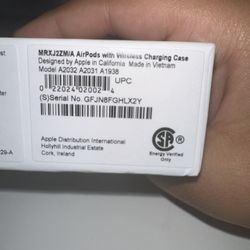 MRXJ2ZM/A AirPods with Wireless Charging Case
Designed by Apple in California Made in Vietnam
Model A2032 A2031 A1938
UPC
0 22024 02002 4
(S)Serial No. GFJN8FGHLX2Y
Apple Distribution International
Hollyhill Industrial Estate
Cork, Ireland
Energy Verified
29-A